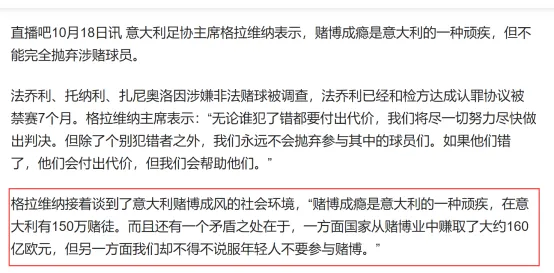 直播吧10月18日讯 意大利足协主席格拉维纳表示，赌博成瘾是意大利的一种顽疾，但不
能完全抛弃涉赌球员。
法乔利、托纳利、扎尼奥洛因涉嫌非法赌球被调查，法乔利已经和检方达成认罪协议被
禁赛7个月。格拉维纳主席表示：“无论谁犯了错都要付出代价，我们将尽一切努力尽快做
出判决。但除了个别犯错者之外，我们永远不会抛弃参与其中的球员们。如果他们错
了，他们会付出代价，但我们会帮助他们。”
格拉维纳接着谈到了意大利赌博成风的社会环境，“赌博成瘾是意大利的一种顽疾，在意
大利有150万赌徒。而且还有一个矛盾之处在于，一方面国家从赌博业中赚取了大约160
亿欧元，但另一方面我们却不得不说服年轻人不要参与赌博。”